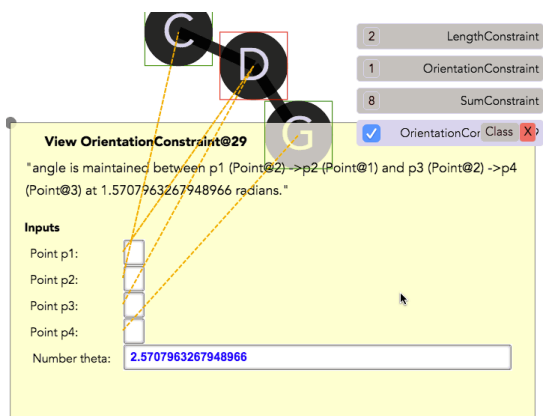 C
D
G
2 LengthConstraint
1 OrientationConstraint
8 SumConstraint
OrientationCor Class X 9
View OrientationConstraint@29
"angle is maintained between p1 (Point@2) ->p2 (Point@1) and p3 (Point@2) ->p4
(Point@3) at 1.5707963267948966 radians."
Inputs
Point p1:
Point p2:
Point p3:
Point p4:
Number theta: 2.5707963267948966